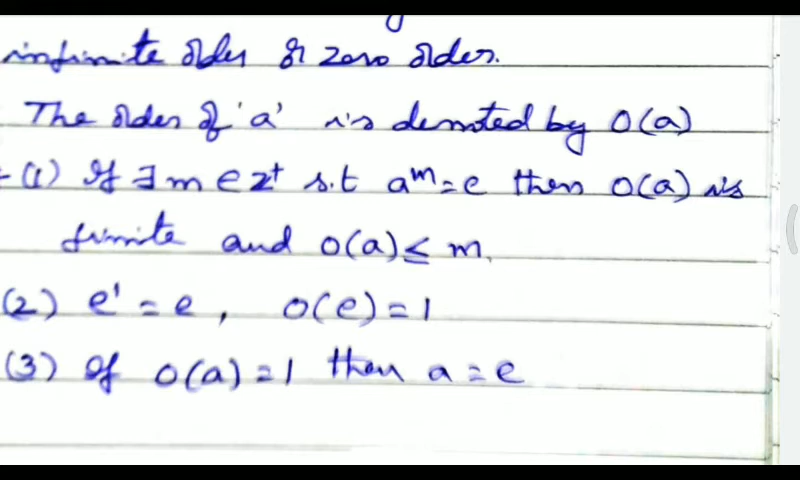 infinite order or zero order.
The order of 'a' is denoted by O(a)
(1) If ∃ m ∈ Z⁺ s.t aᵐ = e then O(a) is
finite and O(a) ≤ m.
(2) e¹ = e, O(e) = 1
(3) If O(a) = 1 then a = e